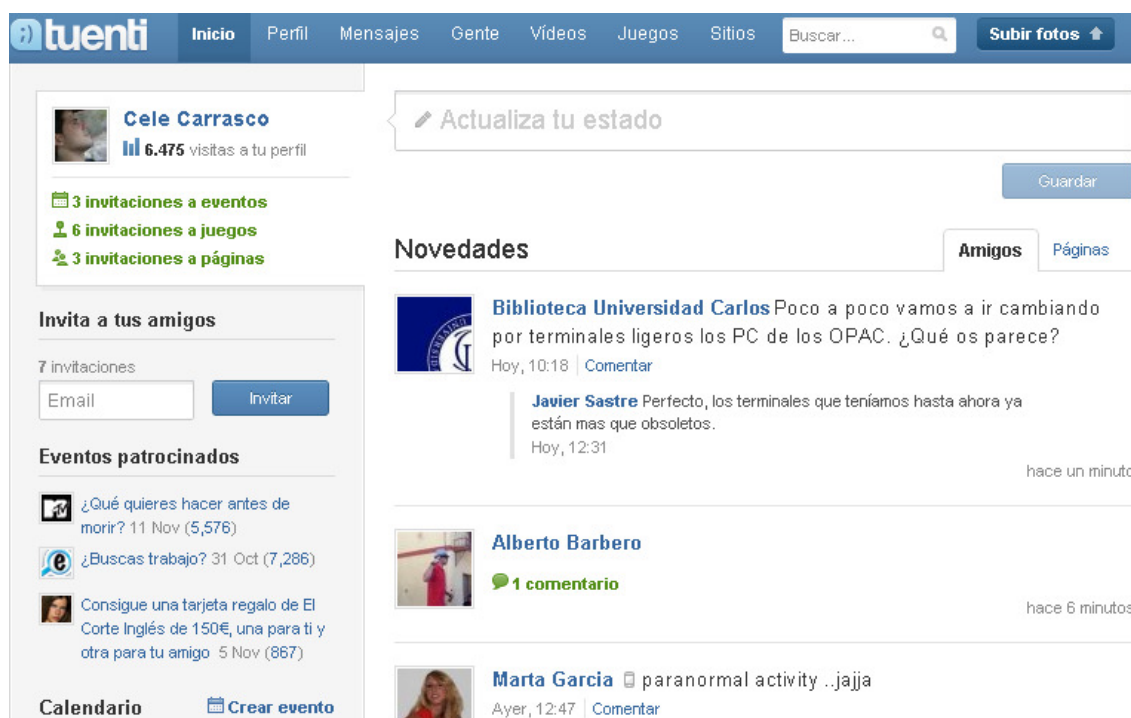 tuenti Inicio Perfil Mensajes Gente Vídeos Juegos Sitios Buscar... Subir fotos
Cele Carrasco
6.475 visitas a tu perfil
3 invitaciones a eventos
6 invitaciones a juegos
3 invitaciones a páginas
Invita a tus amigos
7 invitaciones
Email Invitar
Eventos patrocinados
¿Qué quieres hacer antes de
morir? 11 Nov (5,576)
¿Buscas trabajo? 31 Oct (7,286)
Consigue una tarjeta regalo de El
Corte Inglés de 150€, una para ti y
otra para tu amigo 5 Nov (867)
Calendario Crear evento
Actualiza tu estado
Guardar
Novedades Amigos Páginas
Biblioteca Universidad Carlos Poco a poco vamos a ir cambiando
por terminales ligeros los PC de los OPAC. ¿Qué os parece?
Hoy, 10:18 Comentar
Javier Sastre Perfecto, los terminales que teníamos hasta ahora ya
están mas que obsoletos.
Hoy, 12:31
hace un minuto
Alberto Barbero
1 comentario
hace 6 minutos
Marta Garcia paranormal activity ..jajja
Ayer, 12:47 Comentar